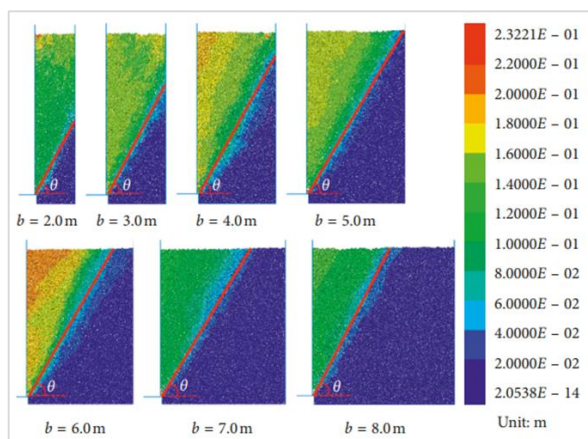 θ
θ
θ
θ
b = 2.0 m
b = 3.0 m
b = 4.0 m
b = 5.0 m
θ
θ
θ
b = 6.0 m
b = 7.0 m
b = 8.0 m
2.3221E – 01
2.2000E – 01
2.0000E – 01
1.8000E – 01
1.6000E – 01
1.4000E – 01
1.2000E – 01
1.0000E – 01
8.0000E – 02
6.0000E – 02
4.0000E – 02
2.0000E – 02
2.0538E – 14
Unit: m